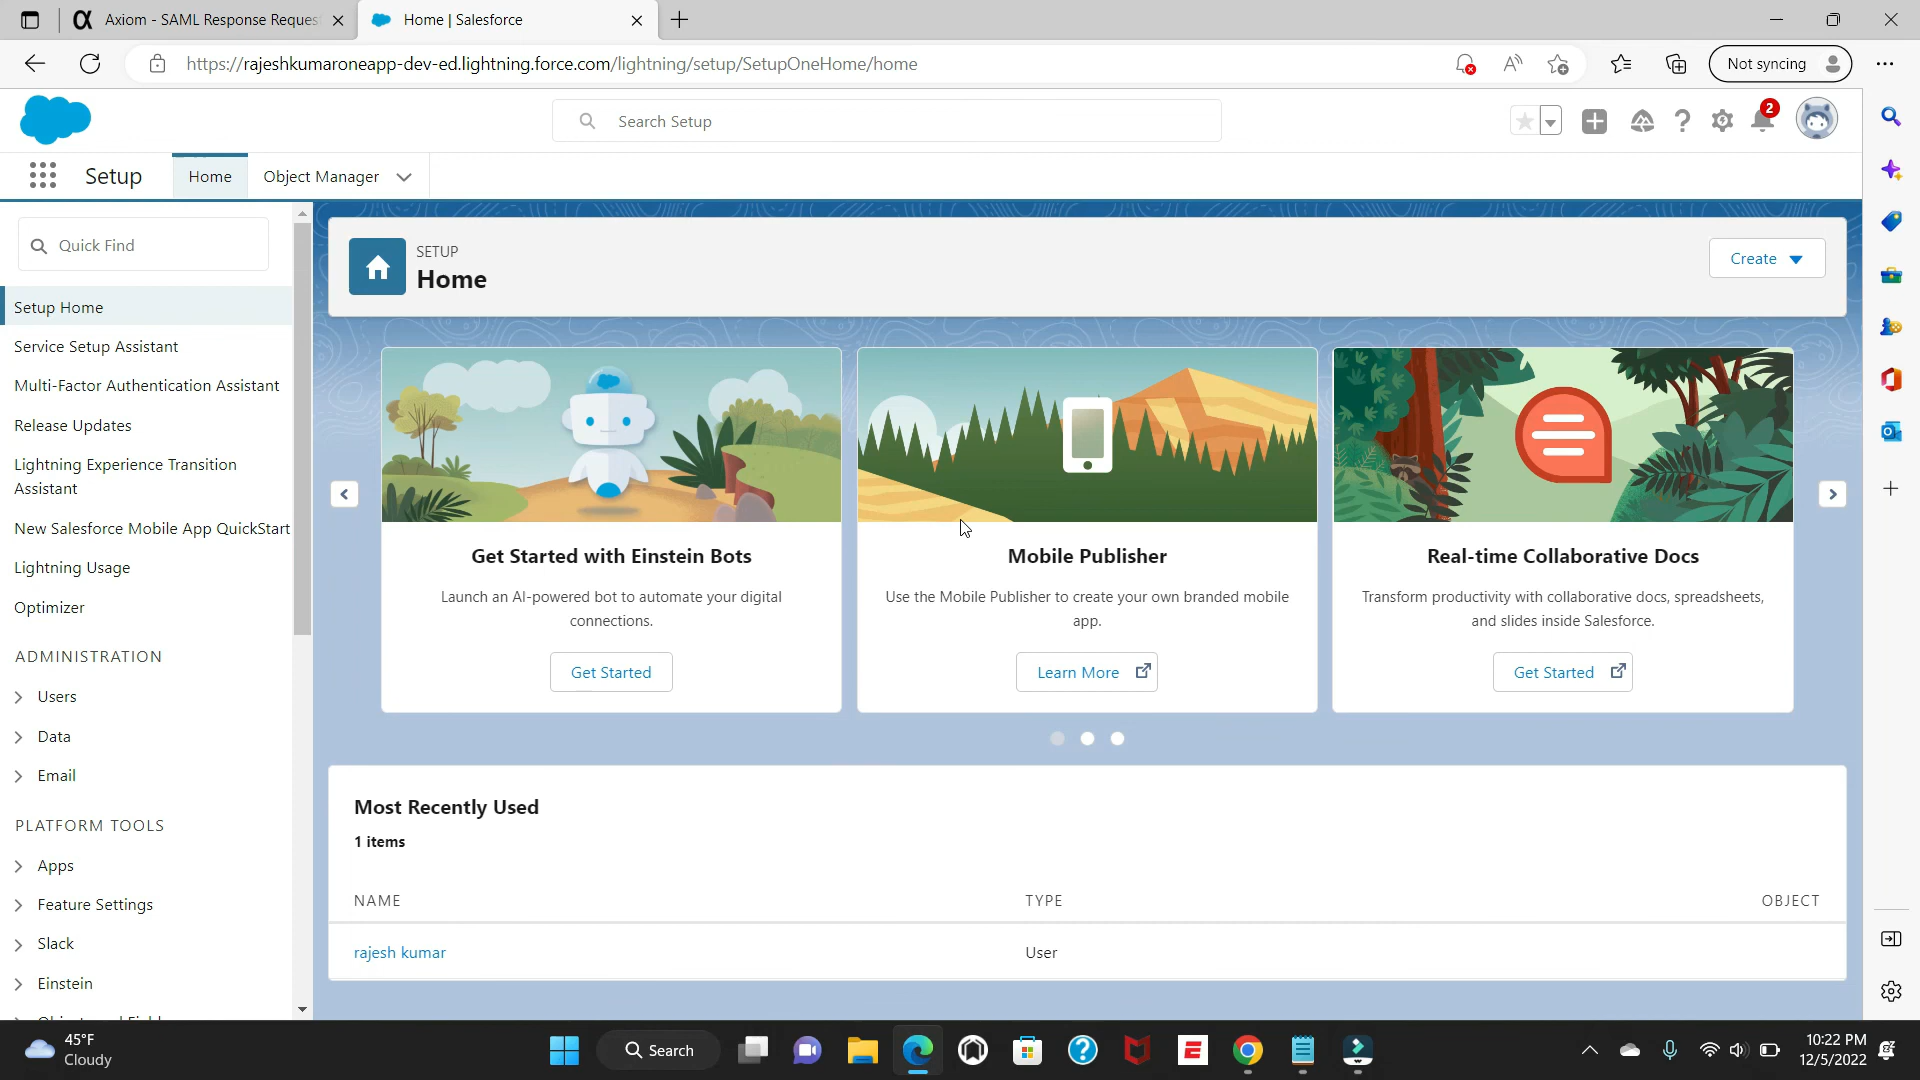 Axiom - SAML Response Reques
Home | Salesforce
https://rajeshkumaroneapp-dev-ed.lightning.force.com/lightning/setup/SetupOneHome/home
Not syncing
Search Setup
2
Setup
Home
Object Manager
Quick Find
Setup Home
Service Setup Assistant
Multi-Factor Authentication Assistant
Release Updates
Lightning Experience Transition
Assistant
New Salesforce Mobile App QuickStart
Lightning Usage
Optimizer
ADMINISTRATION
Users
Data
Email
PLATFORM TOOLS
Apps
Feature Settings
Slack
Einstein
SETUP
Home
Create
Get Started with Einstein Bots
Launch an AI-powered bot to automate your digital
connections.
Get Started
Mobile Publisher
Use the Mobile Publisher to create your own branded mobile
app.
Learn More
Real-time Collaborative Docs
Transform productivity with collaborative docs, spreadsheets,
and slides inside Salesforce.
Get Started
Most Recently Used
1 items
NAME TYPE OBJECT
rajesh kumar User
45°F
Cloudy
Search
10:22 PM
12/5/2022